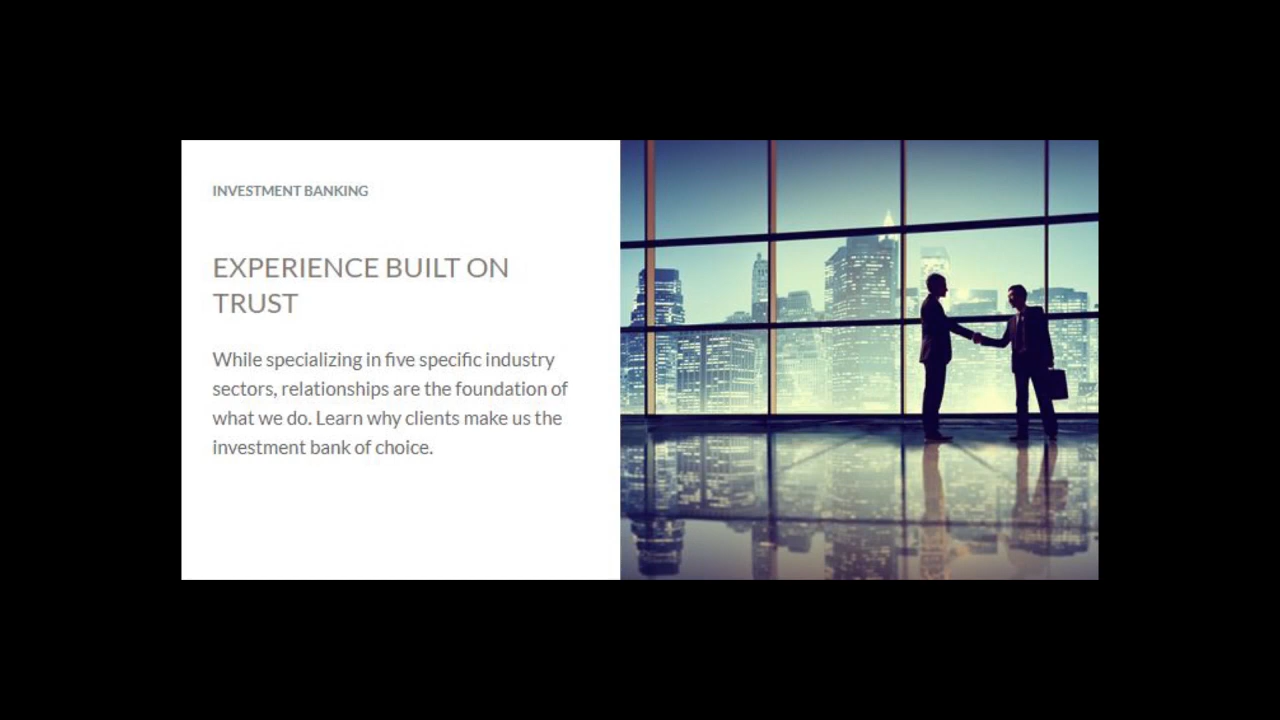 INVESTMENT BANKING
EXPERIENCE BUILT ON
TRUST
While specializing in five specific industry
sectors, relationships are the foundation of
what we do. Learn why clients make us the
investment bank of choice.